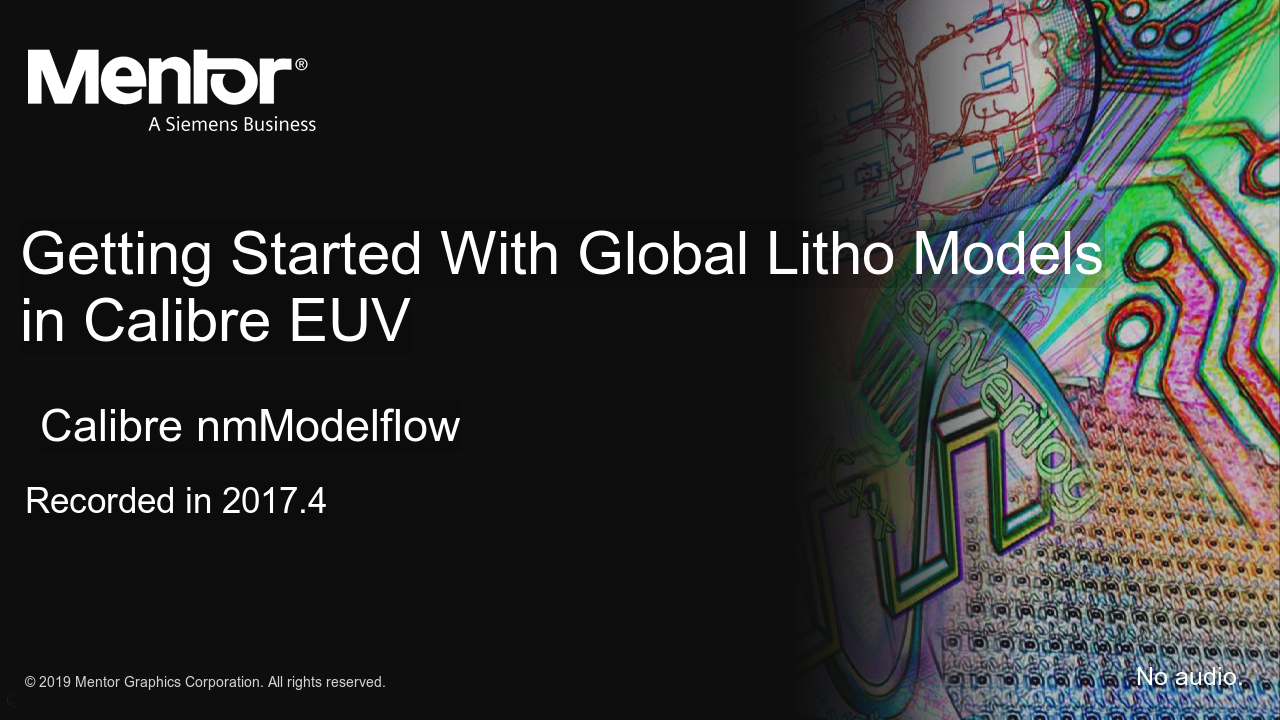 Mentor®
A Siemens Business
Getting Started With Global Litho Models
in Calibre EUV
Calibre nmModelflow
Recorded in 2017.4
© 2019 Mentor Graphics Corporation. All rights reserved.
No audio.